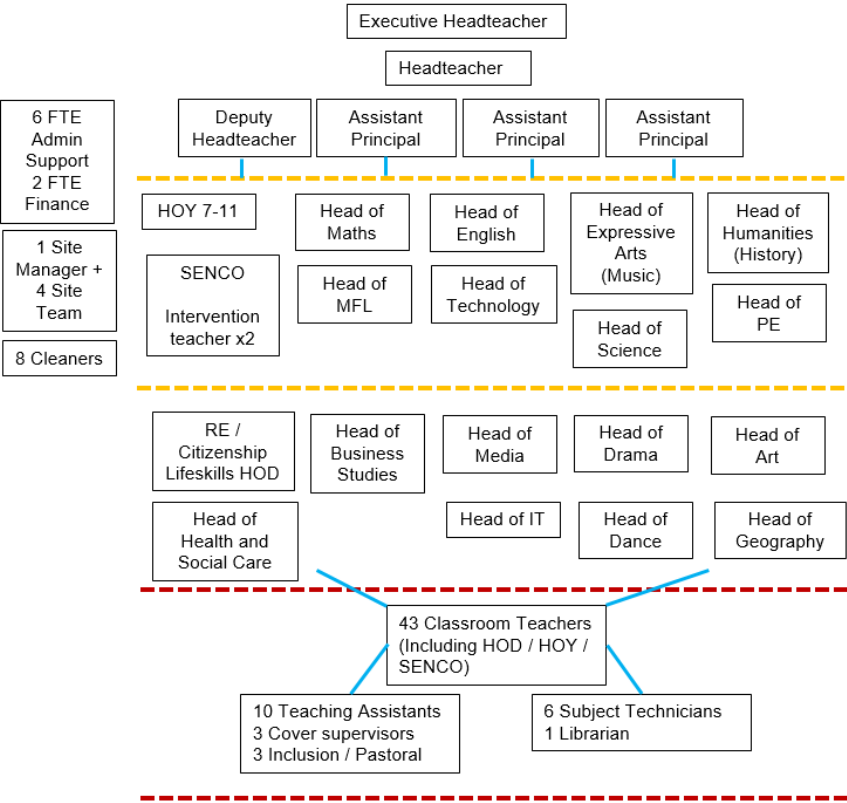 Executive Headteacher
Headteacher
6 FTE
Admin
Support
2 FTE
Finance
1 Site
Manager +
4 Site
Team
8 Cleaners
Deputy
Headteacher
Assistant
Principal
Assistant
Principal
Assistant
Principal
HOY 7-11
Head of
Maths
Head of
English
Head of
Expressive
Arts
(Music)
Head of
Humanities
(History)
SENCO
Intervention
teacher x2
Head of
MFL
Head of
Technology
Head of
Science
Head of
PE
RE /
Citizenship
Lifeskills HOD
Head of
Business
Studies
Head of
Media
Head of
Drama
Head of
Art
Head of
Health and
Social Care
Head of IT
Head of
Dance
Head of
Geography
43 Classroom Teachers
(Including HOD / HOY /
SENCO)
10 Teaching Assistants
3 Cover supervisors
3 Inclusion / Pastoral
6 Subject Technicians
1 Librarian